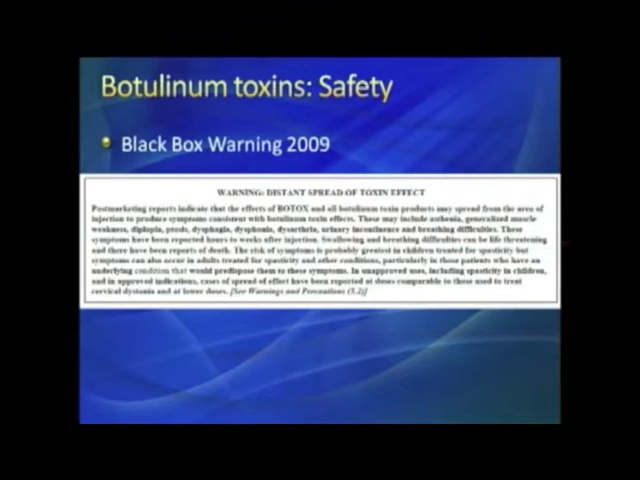 Botulinum toxins: Safety
Black Box Warning 2009
WARNING: DISTANT SPREAD OF TOXIN EFFECT
Postmarketing reports indicate that the effects of BOTOX and all botulinum toxin products may spread from the area of
injection to produce symptoms consistent with botulinum toxin effects. These may include asthenia, generalized muscle
weakness, diplopia, ptosis, dysphagia, dysphonia, dysarthria, urinary incontinence and breathing difficulties. These
symptoms have been reported hours to weeks after injection. Swallowing and breathing difficulties can be life threatening
and there have been reports of death. The risk of symptoms is probably greatest in children treated for spasticity but
symptoms can also occur in adults treated for spasticity and other conditions, particularly in those patients who have an
underlying condition that would predispose them to these symptoms. In unapproved uses, including spasticity in children,
and in approved indications, cases of spread of effect have been reported at doses comparable to those used to treat
cervical dystonia and at lower doses. [See Warnings and Precautions (5.2)]